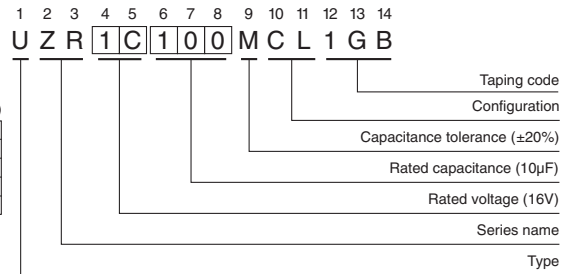 1 2 3 4 5 6 7 8 9 10 11 12 13 14
U Z R 1 C 1 0 0 M C L 1 G B
Taping code
Configuration
Capacitance tolerance (±20%)
Rated capacitance (10µF)
Rated voltage (16V)
Series name
Type